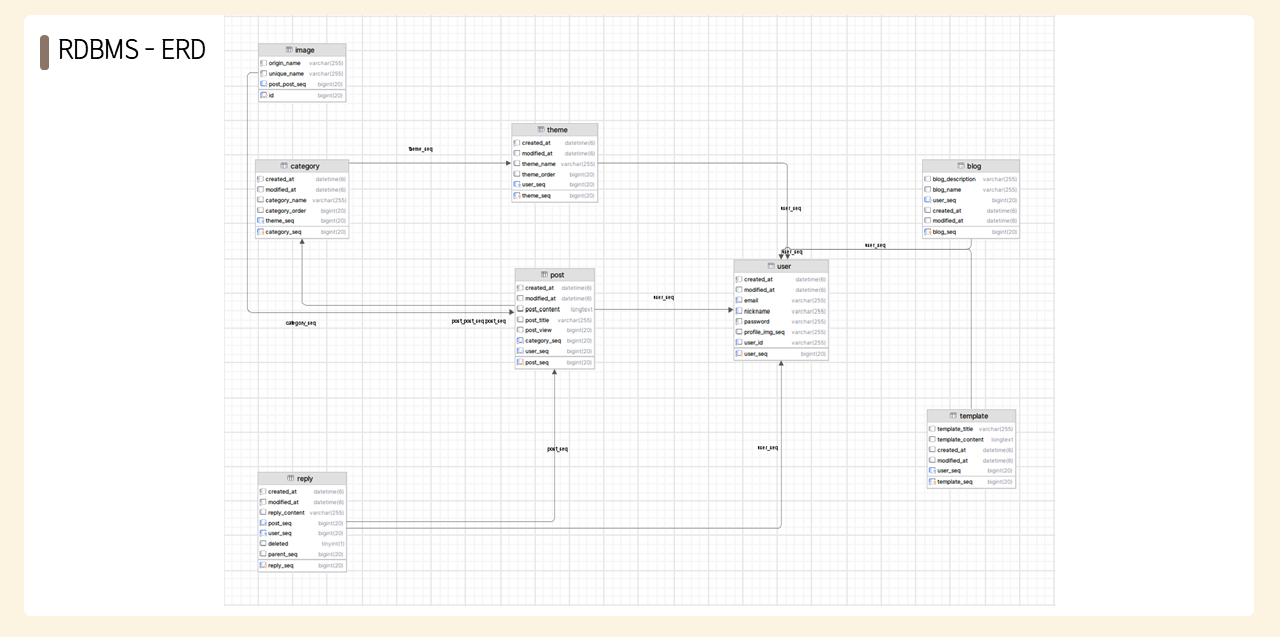 RDBMS - ERD
image
origin_name varchar(255)
unique_name varchar(255)
post_post_seq bigint(20)
id bigint(20)
theme
created_at datetime(6)
modified_at datetime(6)
theme_name varchar(255)
theme_order bigint(20)
user_seq bigint(20)
theme_seq bigint(20)
theme_seq
category
created_at datetime(6)
modified_at datetime(6)
category_name varchar(255)
category_order bigint(20)
theme_seq bigint(20)
category_seq bigint(20)
blog
blog_description varchar(255)
blog_name varchar(255)
user_seq bigint(20)
created_at datetime(6)
modified_at datetime(6)
blog_seq bigint(20)
user_seq
user_seq
user_seq
user
created_at datetime(6)
modified_at datetime(6)
email varchar(255)
nickname varchar(255)
password varchar(255)
profile_img_seq varchar(255)
user_id varchar(255)
user_seq bigint(20)
post
created_at datetime(6)
modified_at datetime(6)
post_content longtext
post_title varchar(255)
post_view bigint(20)
category_seq bigint(20)
user_seq bigint(20)
post_seq bigint(20)
user_seq
category_seq
post_post_seq:post_seq
template
template_title varchar(255)
template_content longtext
created_at datetime(6)
modified_at datetime(6)
user_seq bigint(20)
template_seq bigint(20)
post_seq
user_seq
reply
created_at datetime(6)
modified_at datetime(6)
reply_content varchar(255)
post_seq bigint(20)
user_seq bigint(20)
deleted tinyint(1)
parent_seq bigint(20)
reply_seq bigint(20)